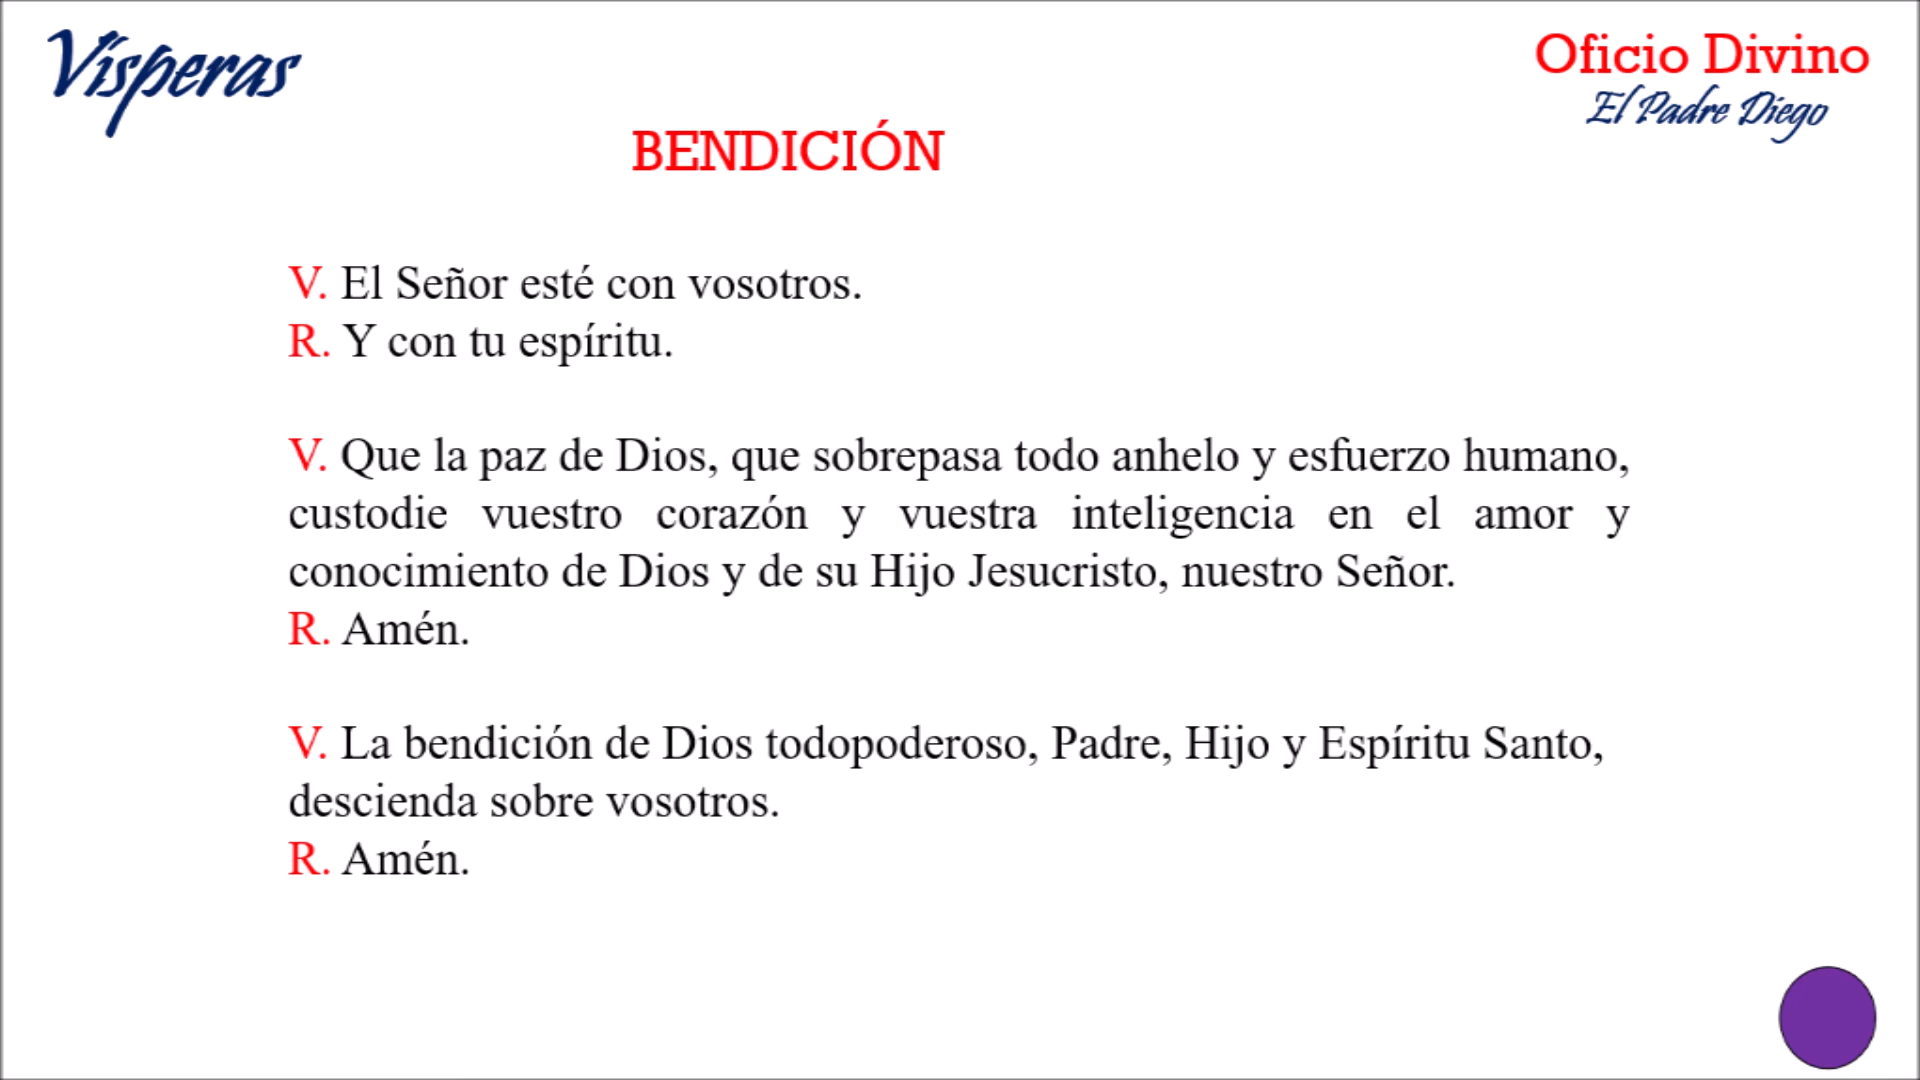 Vísperas
Oficio Divino
El Padre Diego
BENDICIÓN
V. El Señor esté con vosotros.
R. Y con tu espíritu.
V. Que la paz de Dios, que sobrepasa todo anhelo y esfuerzo humano,
custodie vuestro corazón y vuestra inteligencia en el amor y
conocimiento de Dios y de su Hijo Jesucristo, nuestro Señor.
R. Amén.
V. La bendición de Dios todopoderoso, Padre, Hijo y Espíritu Santo,
descienda sobre vosotros.
R. Amén.